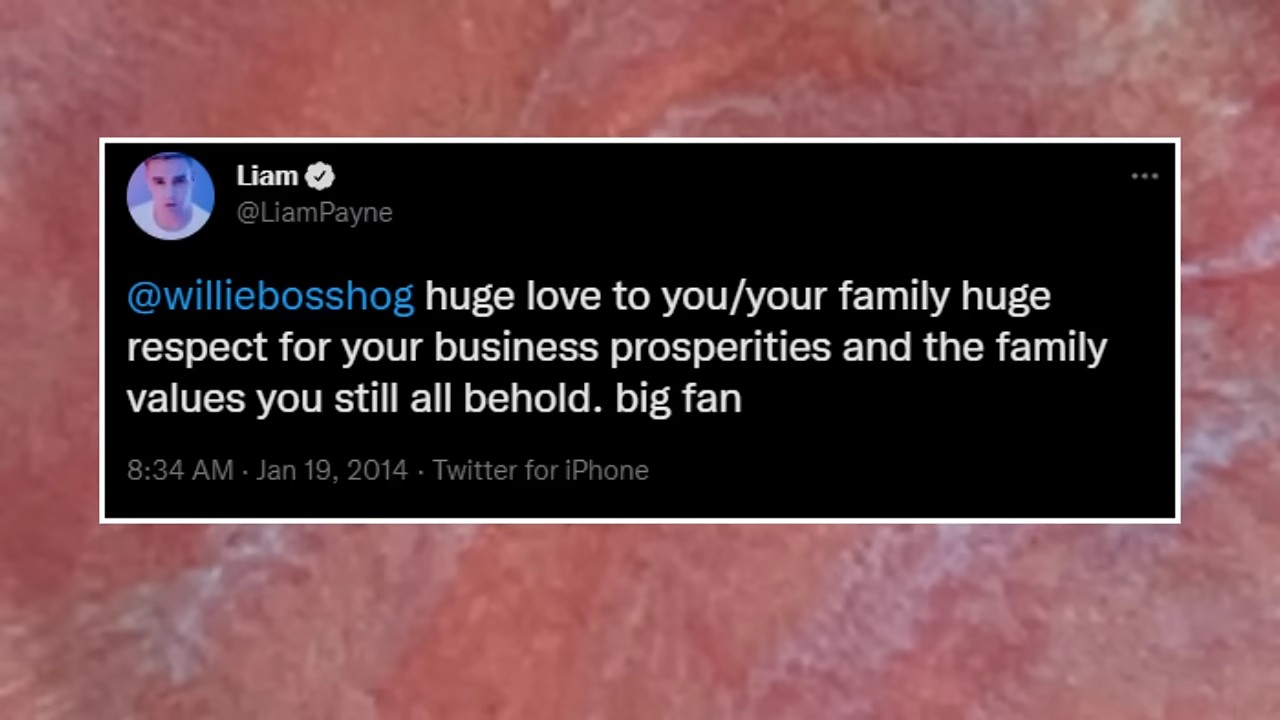 Liam
@LiamPayne
@williebosshog huge love to you/your family huge
respect for your business prosperities and the family
values you still all behold. big fan
8:34 AM · Jan 19, 2014 · Twitter for iPhone